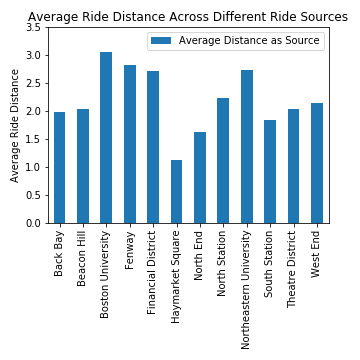 Average Ride Distance Across Different Ride Sources
Average Distance as Source
Average Ride Distance
3.5
3.0
2.5
2.0
1.5
1.0
0.5
0.0
Back Bay
Beacon Hill
Boston University
Fenway
Financial District
Haymarket Square
North End
North Station
Northeastern University
South Station
Theatre District
West End